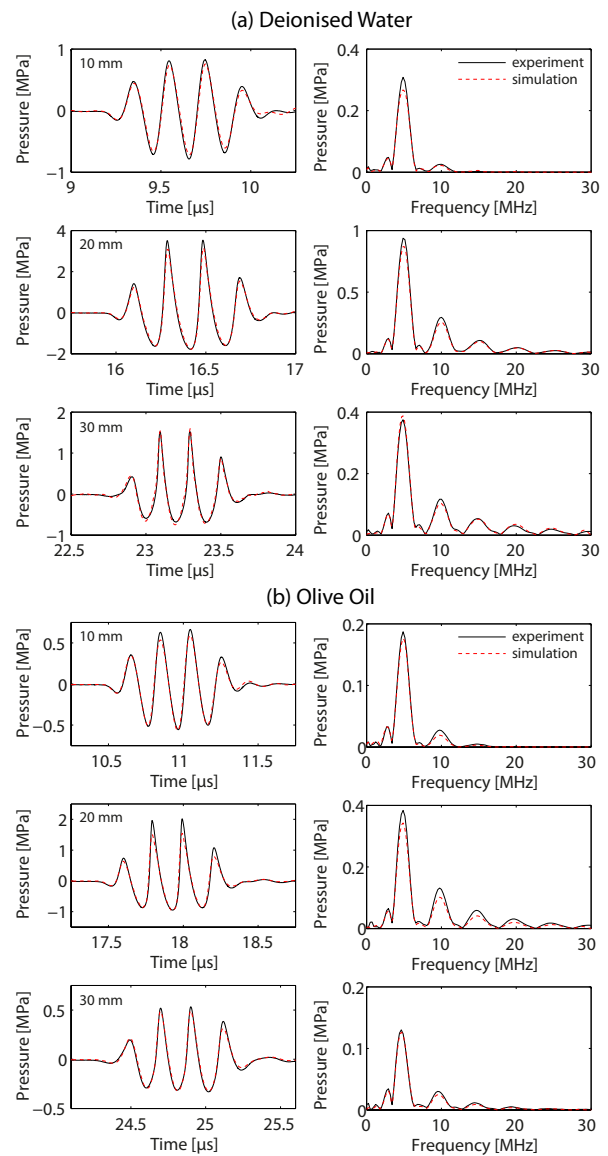 (a) Deionised Water
10 mm
Pressure [MPa]
1
0
−1
9
9.5
10
Time [µs]
experiment
simulation
Pressure [MPa]
0.4
0.2
0
0
10
20
30
Frequency [MHz]
20 mm
Pressure [MPa]
4
2
0
−2
16
16.5
17
Time [µs]
Pressure [MPa]
1
0.5
0
0
10
20
30
Frequency [MHz]
30 mm
Pressure [MPa]
2
1
0
−1
22.5
23
23.5
24
Time [µs]
Pressure [MPa]
0.4
0.2
0
0
10
20
30
Frequency [MHz]
(b) Olive Oil
10 mm
Pressure [MPa]
0.5
0
−0.5
10.5
11
11.5
Time [µs]
experiment
simulation
Pressure [MPa]
0.2
0.1
0
0
10
20
30
Frequency [MHz]
20 mm
Pressure [MPa]
2
1
0
−1
17.5
18
18.5
Time [µs]
Pressure [MPa]
0.4
0.2
0
0
10
20
30
Frequency [MHz]
30 mm
Pressure [MPa]
0.5
0
−0.5
24.5
25
25.5
Time [µs]
Pressure [MPa]
0.2
0.1
0
0
10
20
30
Frequency [MHz]